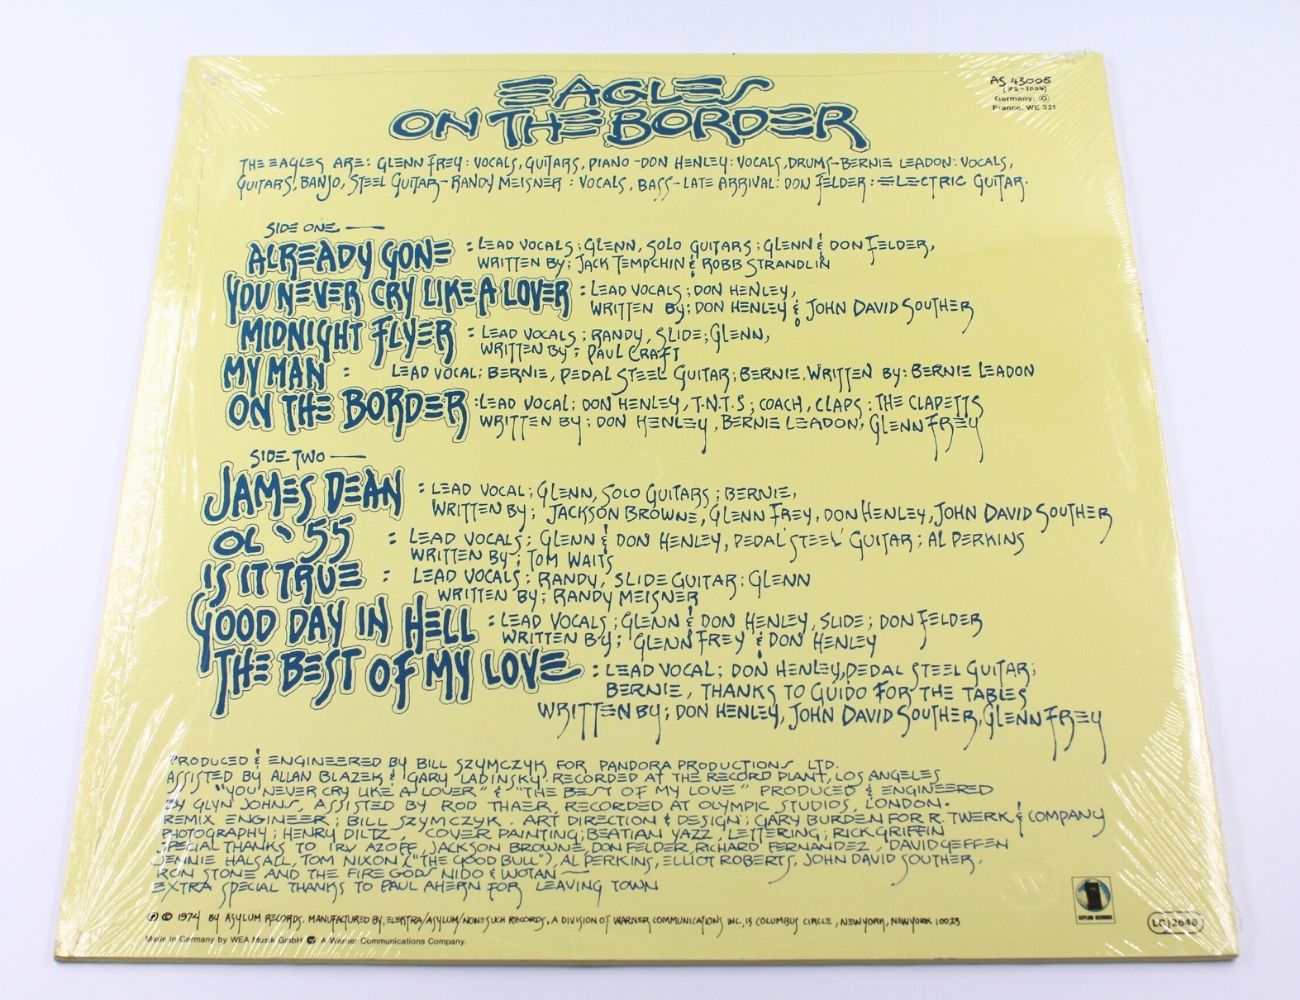 EAGLES
ON THE BORDER
AS 43005
(7E-1004)
Germany: G
France: WE 321
THE EAGLES ARE: GLENN FREY: VOCALS, GUITARS, PIANO - DON HENLEY: VOCALS, DRUMS - BERNIE LEADON: VOCALS,
GUITARS, BANJO, STEEL GUITAR - RANDY MEISNER: VOCALS, BASS - LATE ARRIVAL: DON FELDER: ELECTRIC GUITAR.
SIDE ONE —
ALREADY GONE : LEAD VOCALS; GLENN, SOLO GUITARS; GLENN & DON FELDER,
WRITTEN BY; JACK TEMPCHIN & ROBB STRANDLIN
YOU NEVER CRY LIKE A LOVER : LEAD VOCALS; DON HENLEY,
WRITTEN BY; DON HENLEY & JOHN DAVID SOUTHER
MIDNIGHT FLYER : LEAD VOCALS; RANDY, SLIDE; GLENN,
WRITTEN BY; PAUL CRAFT
MY MAN : LEAD VOCAL; BERNIE, PEDAL STEEL GUITAR; BERNIE, WRITTEN BY: BERNIE LEADON
ON THE BORDER : LEAD VOCAL; DON HENLEY, T.N.T.S; COACH, CLAPS; THE CLAPETTS
WRITTEN BY; DON HENLEY, BERNIE LEADON, GLENN FREY
SIDE TWO —
JAMES DEAN : LEAD VOCAL; GLENN, SOLO GUITARS; BERNIE,
WRITTEN BY; JACKSON BROWNE, GLENN FREY, DON HENLEY, JOHN DAVID SOUTHER
OL '55 : LEAD VOCALS; GLENN & DON HENLEY, PEDAL STEEL GUITAR; AL PERKINS
WRITTEN BY; TOM WAITS
IS IT TRUE : LEAD VOCALS; RANDY, SLIDE GUITAR; GLENN
WRITTEN BY; RANDY MEISNER
GOOD DAY IN HELL : LEAD VOCALS; GLENN & DON HENLEY, SLIDE; DON FELDER
WRITTEN BY; GLENN FREY & DON HENLEY
THE BEST OF MY LOVE : LEAD VOCAL; DON HENLEY, PEDAL STEEL GUITAR;
BERNIE, THANKS TO GUIDO FOR THE TABLES
WRITTEN BY; DON HENLEY, JOHN DAVID SOUTHER, GLENN FREY
PRODUCED & ENGINEERED BY BILL SZYMCZYK FOR PANDORA PRODUCTIONS LTD.
ASSISTED BY ALLAN BLAZEK & GARY LADINSKY. RECORDED AT THE RECORD PLANT, LOS ANGELES
"YOU NEVER CRY LIKE A LOVER" & "THE BEST OF MY LOVE" PRODUCED & ENGINEERED
BY GLYN JOHNS, ASSISTED BY ROD THAER, RECORDED AT OLYMPIC STUDIOS, LONDON.
REMIX ENGINEER; BILL SZYMCZYK. ART DIRECTION & DESIGN; GARY BURDEN FOR R. TWERK & COMPANY
PHOTOGRAPHY; HENRY DILTZ, COVER PAINTING; BEATIAN YAZZ, LETTERING; RICK GRIFFIN
SPECIAL THANKS TO IRV AZOFF, JACKSON BROWNE, DON FELDER, RICHARD FERNANDEZ, DAVID GEFFEN
JENNIE HALSALL, TOM NIXON ("THE GOOD BULL"), AL PERKINS, ELLIOT ROBERTS, JOHN DAVID SOUTHER,
RON STONE AND THE FIRE GODS NIDO & WOTAN —
EXTRA SPECIAL THANKS TO PAUL AHERN FOR LEAVING TOWN
℗ © 1974 BY ASYLUM RECORDS. MANUFACTURED BY ELEKTRA/ASYLUM/NONESUCH RECORDS, A DIVISION OF WARNER COMMUNICATIONS INC. 15 COLUMBUS CIRCLE, NEW YORK, NEW YORK 10023
Made in Germany by WEA Musik GmbH A Warner Communications Company.
ASYLUM RECORDS
LC 2646